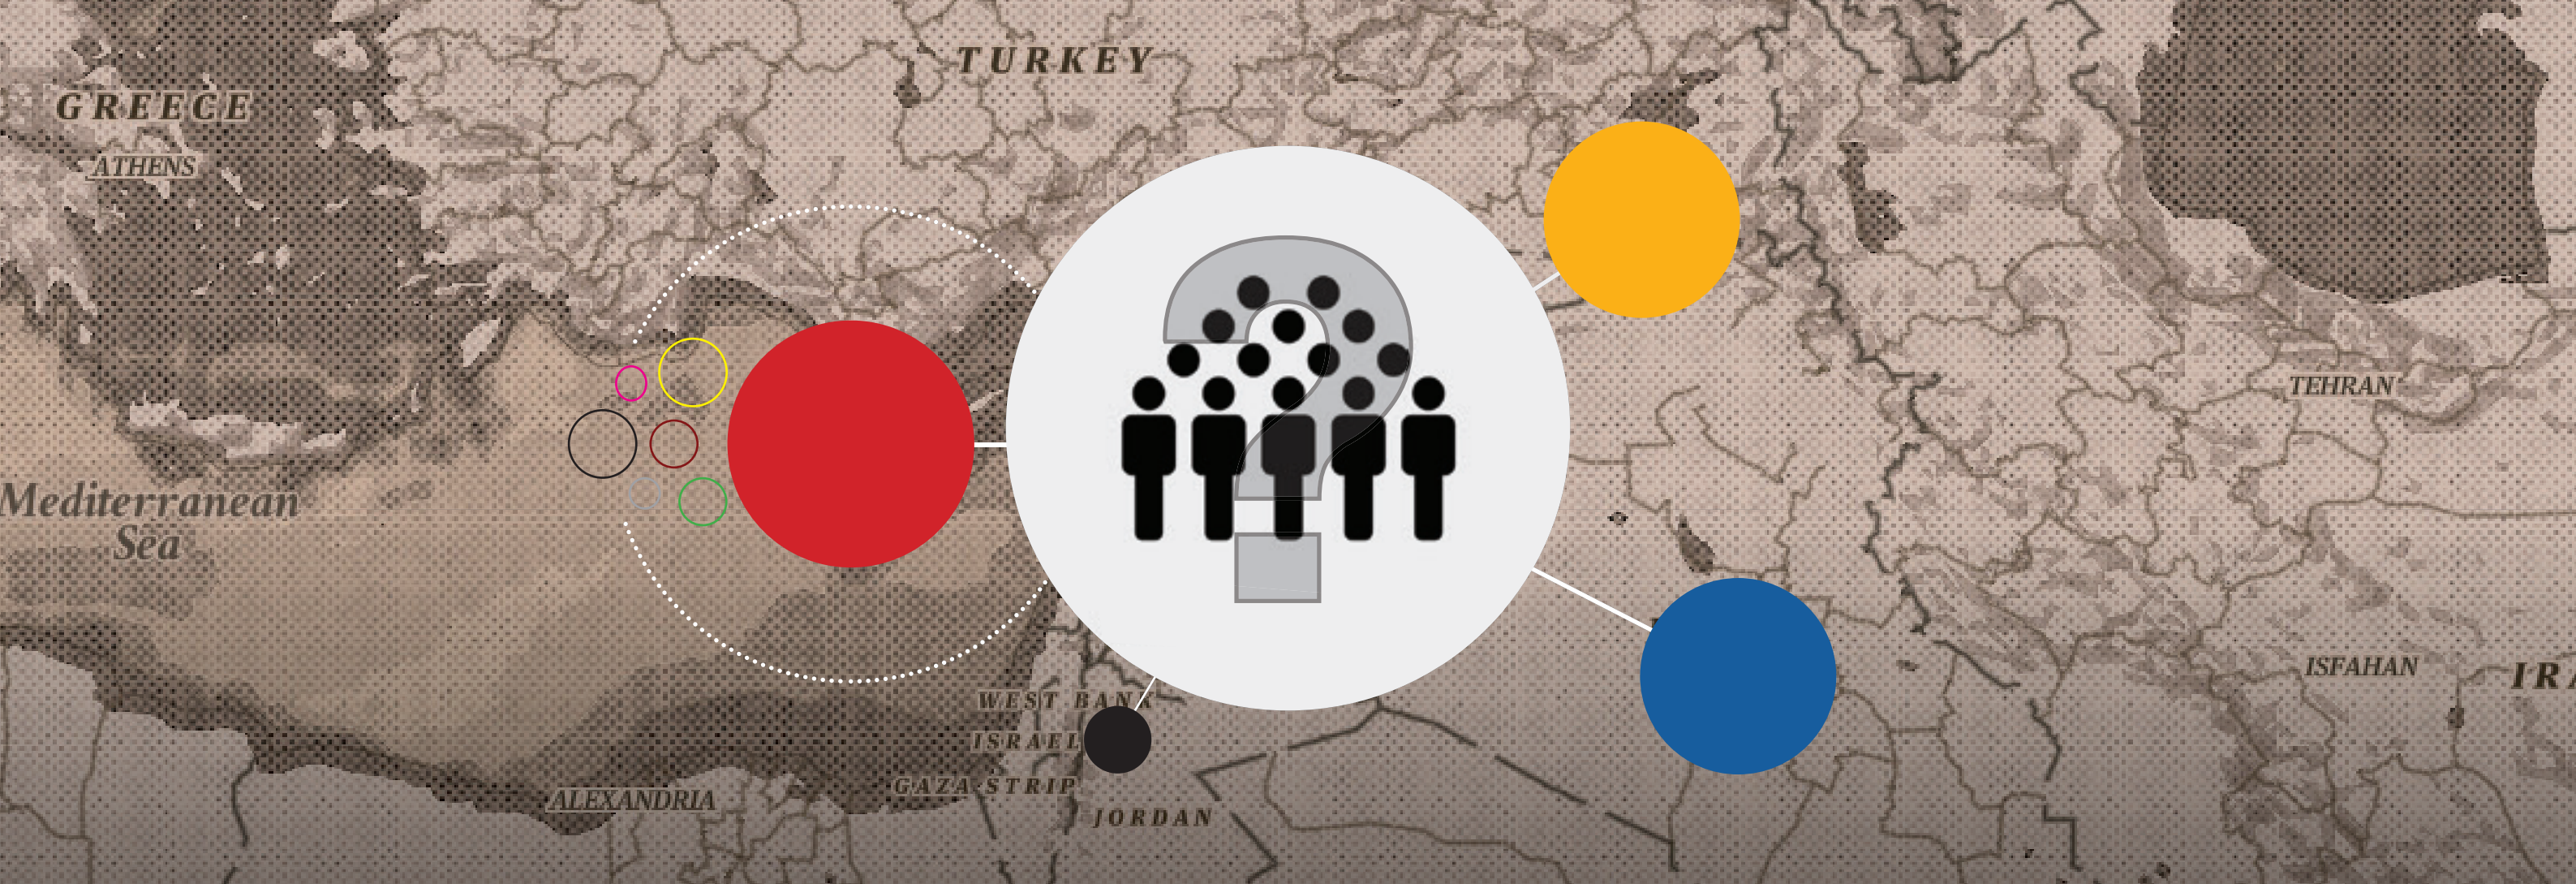 TURKEY
GREECE
ATHENS
TEHRAN
Mediterranean
Sea
?
ISFAHAN
WEST BANK
ISRAEL
GAZA STRIP
ALEXANDRIA
JORDAN